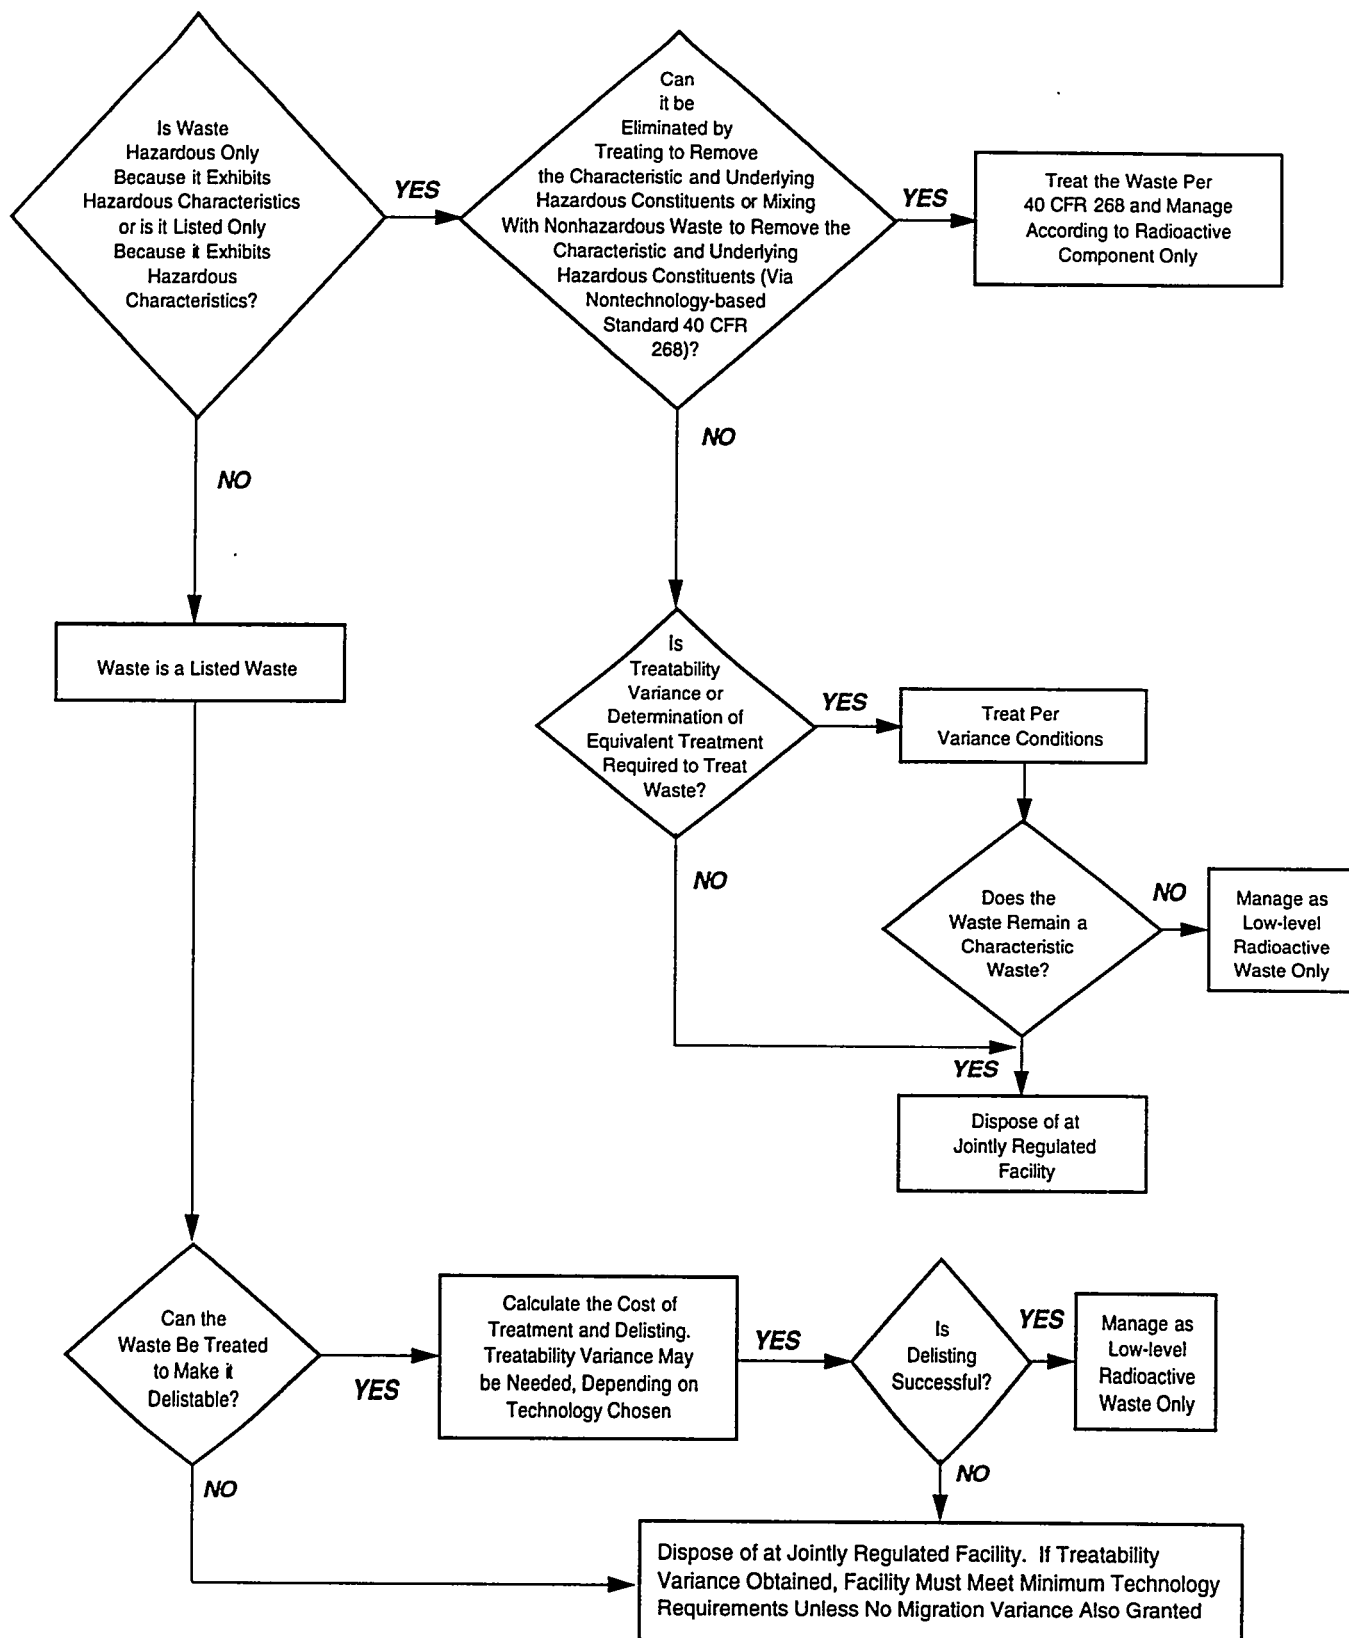 Is Waste
Hazardous Only
Because it Exhibits
Hazardous Characteristics
or is it Listed Only
Because it Exhibits
Hazardous
Characteristics?
YES
Can
it be
Eliminated by
Treating to Remove
the Characteristic and Underlying
Hazardous Constituents or Mixing
With Nonhazardous Waste to Remove the
Characteristic and Underlying
Hazardous Constituents (Via
Nontechnology-based
Standard 40 CFR
268)?
YES
Treat the Waste Per
40 CFR 268 and Manage
According to Radioactive
Component Only
NO
NO
Waste is a Listed Waste
Is
Treatability
Variance or
Determination of
Equivalent Treatment
Required to Treat
Waste?
YES
Treat Per
Variance Conditions
NO
Does the
Waste Remain a
Characteristic
Waste?
NO
Manage as
Low-level
Radioactive
Waste Only
YES
Dispose of at
Jointly Regulated
Facility
Can the
Waste Be Treated
to Make it
Delistable?
YES
Calculate the Cost of
Treatment and Delisting.
Treatability Variance May
be Needed, Depending on
Technology Chosen
YES
Is
Delisting
Successful?
YES
Manage as
Low-level
Radioactive
Waste Only
NO
NO
Dispose of at Jointly Regulated Facility. If Treatability
Variance Obtained, Facility Must Meet Minimum Technology
Requirements Unless No Migration Variance Also Granted